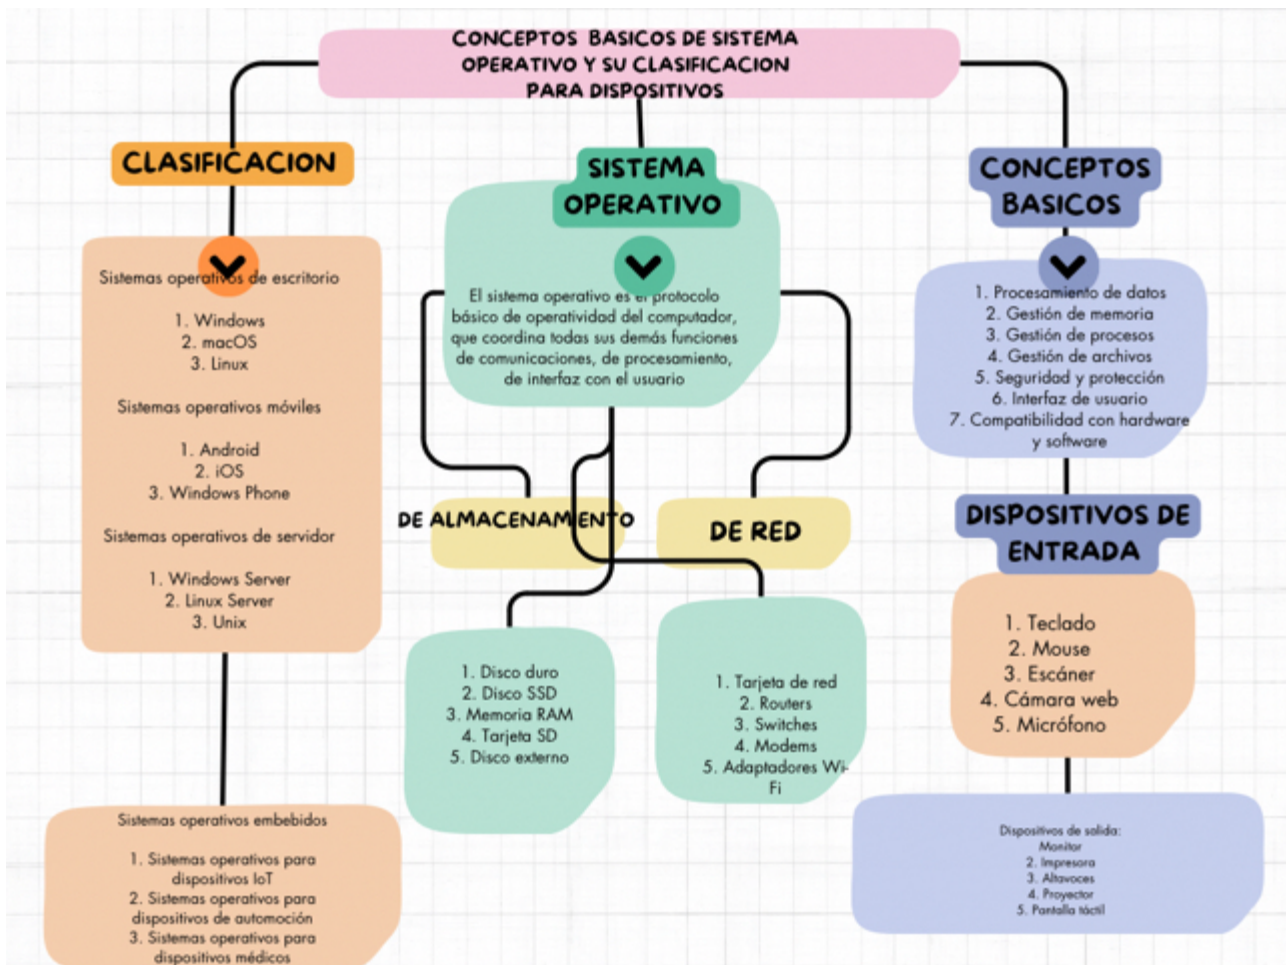 CONCEPTOS BASICOS DE SISTEMA
OPERATIVO Y SU CLASIFICACION
PARA DISPOSITIVOS
CLASIFICACION
Sistemas operativos de escritorio
1. Windows
2. macOS
3. Linux
Sistemas operativos móviles
1. Android
2. iOS
3. Windows Phone
Sistemas operativos de servidor
1. Windows Server
2. Linux Server
3. Unix
Sistemas operativos embebidos
1. Sistemas operativos para
dispositivos IoT
2. Sistemas operativos para
dispositivos de automoción
3. Sistemas operativos para
dispositivos médicos
SISTEMA
OPERATIVO
El sistema operativo es el protocolo
básico de operatividad del computador,
que coordina todas sus demás funciones
de comunicaciones, de procesamiento,
de interfaz con el usuario
DE ALMACENAMIENTO
1. Disco duro
2. Disco SSD
3. Memoria RAM
4. Tarjeta SD
5. Disco externo
DE RED
1. Tarjeta de red
2. Routers
3. Switches
4. Modems
5. Adaptadores Wi-
Fi
CONCEPTOS
BASICOS
1. Procesamiento de datos
2. Gestión de memoria
3. Gestión de procesos
4. Gestión de archivos
5. Seguridad y protección
6. Interfaz de usuario
7. Compatibilidad con hardware
y software
DISPOSITIVOS DE
ENTRADA
1. Teclado
2. Mouse
3. Escáner
4. Cámara web
5. Micrófono
Dispositivos de salida:
Monitor
2. Impresora
3. Altavoces
4. Proyector
5. Pantalla táctil